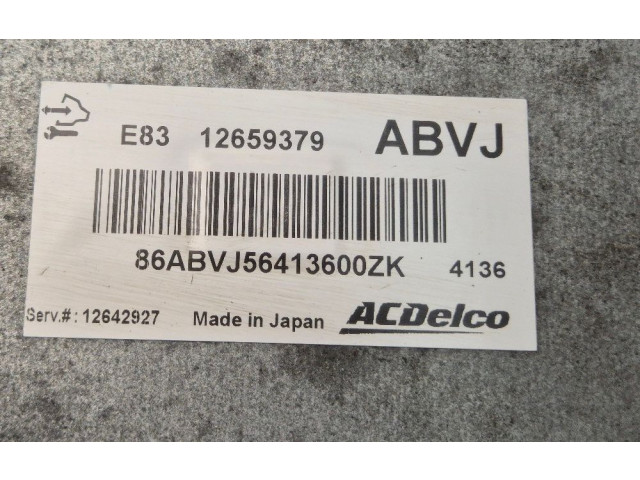 E83 12659379 ABVJ
86ABVJ56413600ZK 4136
Serv.#: 12642927 Made in Japan ACDelco